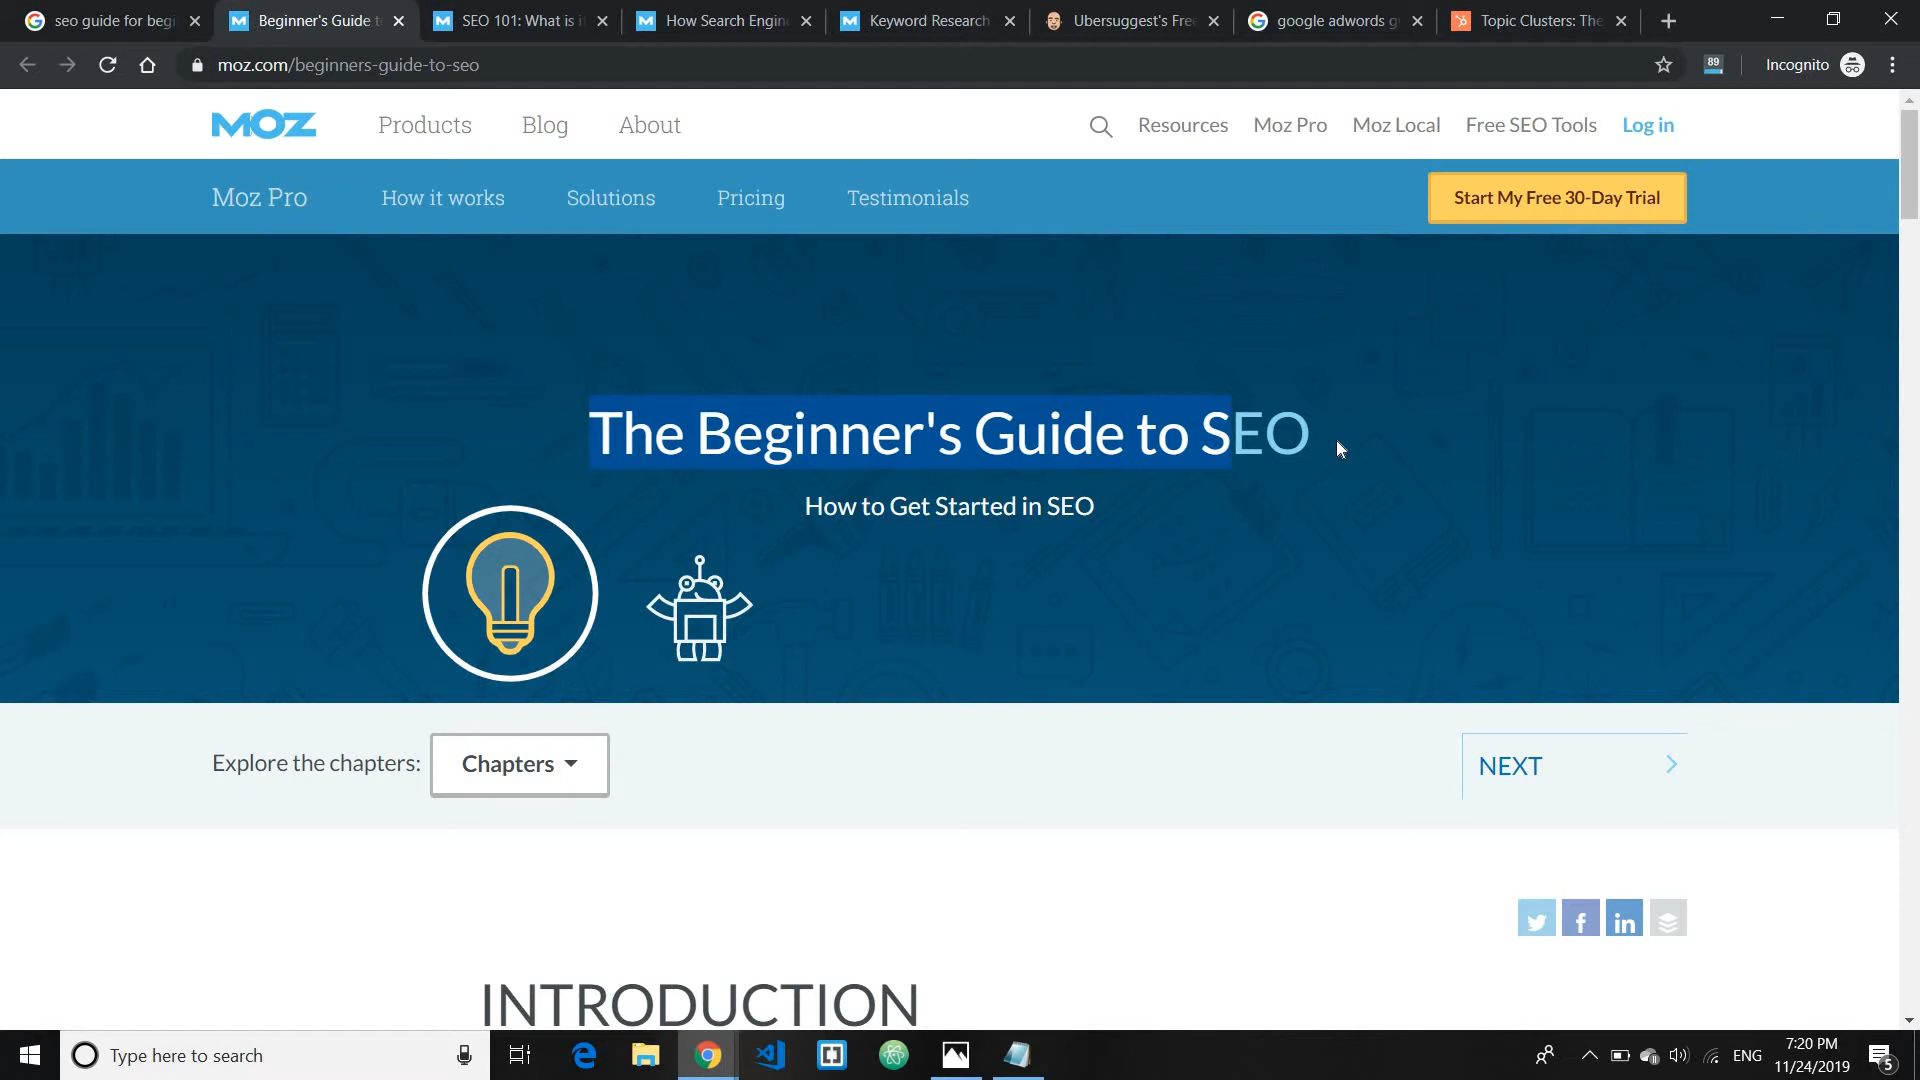 seo guide for begi
Beginner's Guide t
SEO 101: What is i
How Search Engin
Keyword Research
Ubersuggest's Free
google adwords g
Topic Clusters: The
moz.com/beginners-guide-to-seo
89
Incognito
MOZ
Products
Blog
About
Resources
Moz Pro
Moz Local
Free SEO Tools
Log in
Moz Pro
How it works
Solutions
Pricing
Testimonials
Start My Free 30-Day Trial
The Beginner's Guide to SEO
How to Get Started in SEO
Explore the chapters:
Chapters
NEXT
INTRODUCTION
Type here to search
ENG
7:20 PM
11/24/2019
5